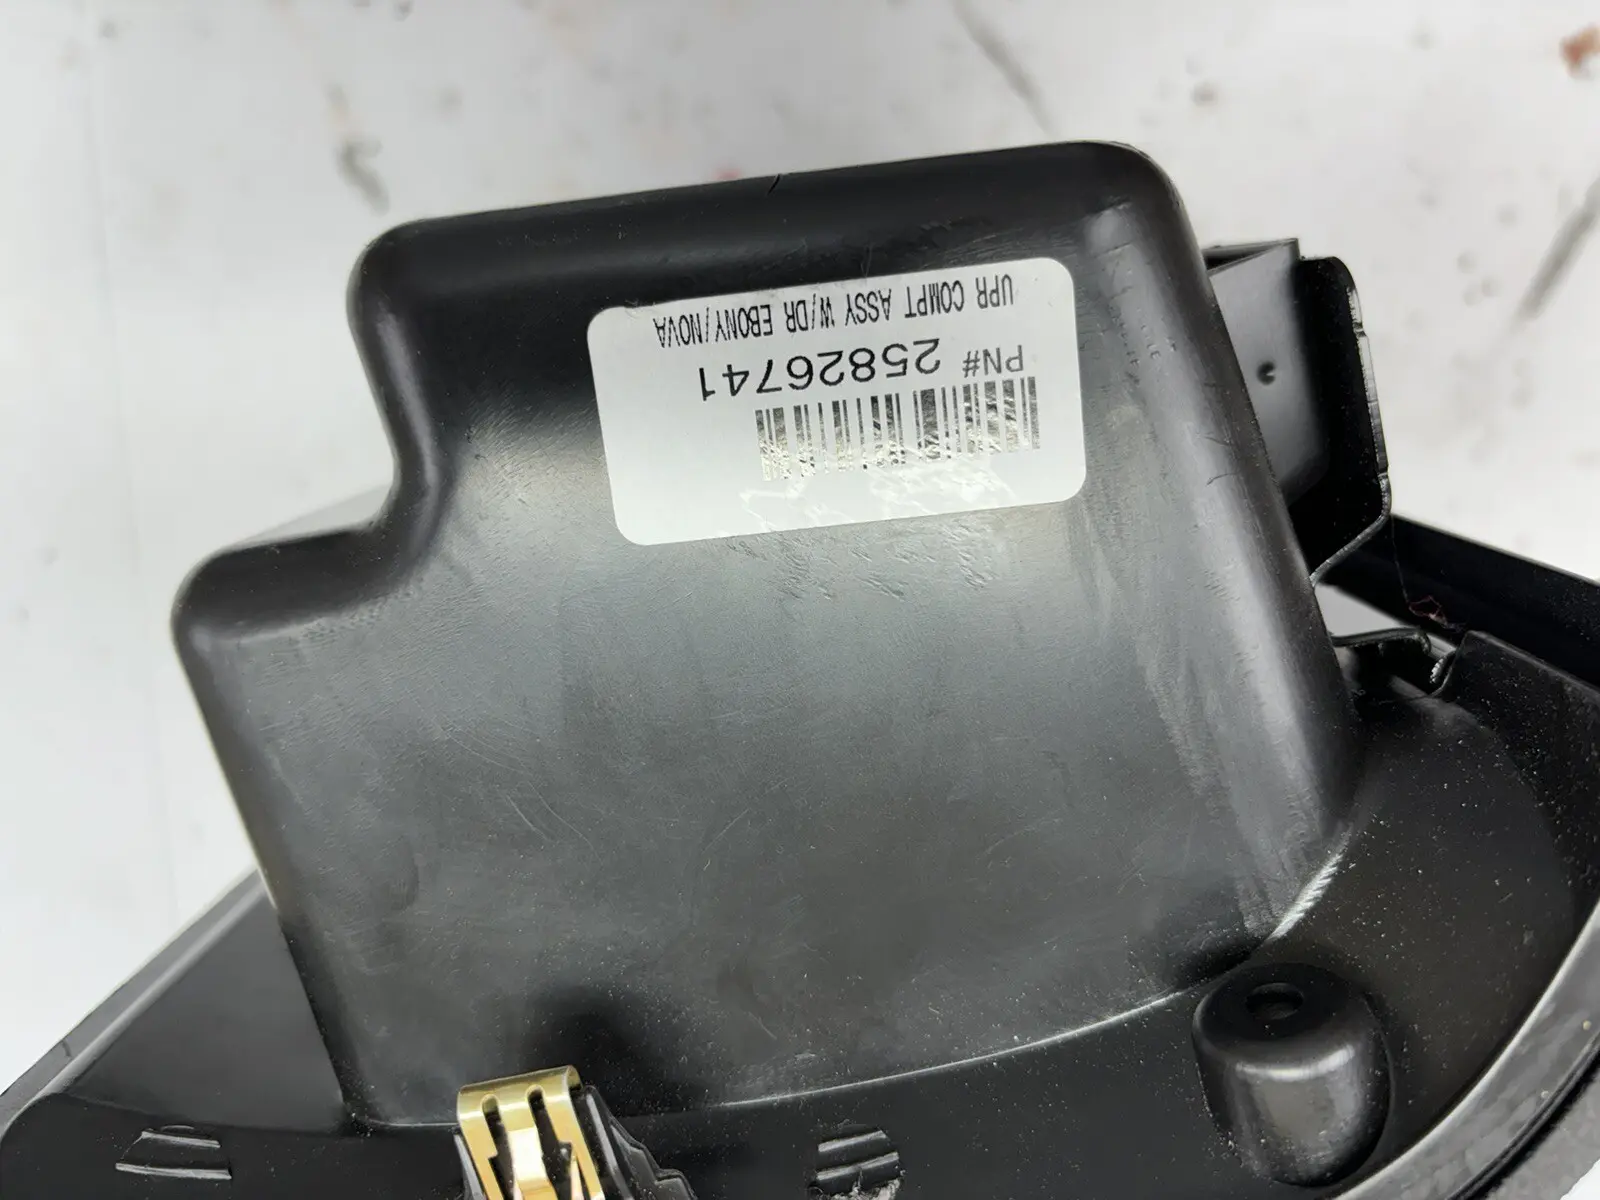 UPR COMPT ASSY W/DR EBONY/NOVA
PN# 25826741